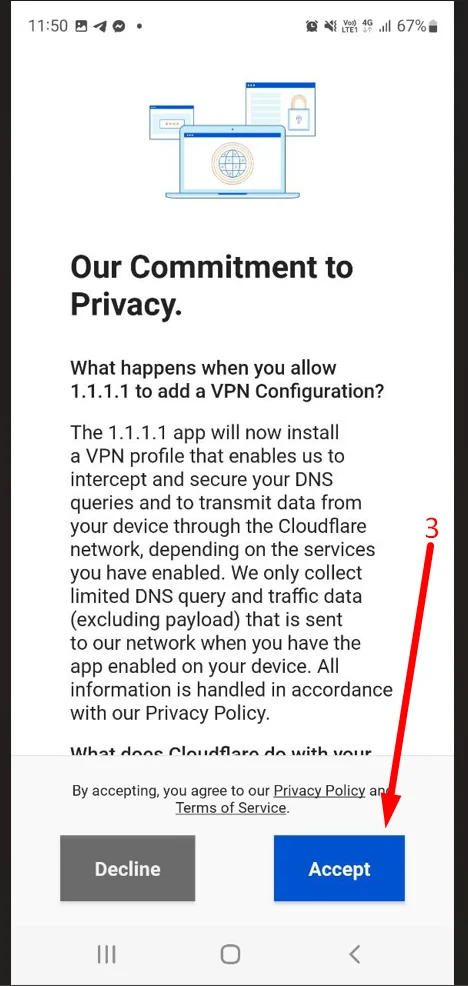 11:50 67%
Vo)) 4G
LTE1
Our Commitment to
Privacy.
What happens when you allow
1.1.1.1 to add a VPN Configuration?
The 1.1.1.1 app will now install
a VPN profile that enables us to
intercept and secure your DNS
queries and to transmit data from
your device through the Cloudflare
network, depending on the services
you have enabled. We only collect
limited DNS query and traffic data
(excluding payload) that is sent
to our network when you have the
app enabled on your device. All
information is handled in accordance
with our Privacy Policy.
3
What does Cloudflare do with your
By accepting, you agree to our Privacy Policy and
Terms of Service.
Decline Accept